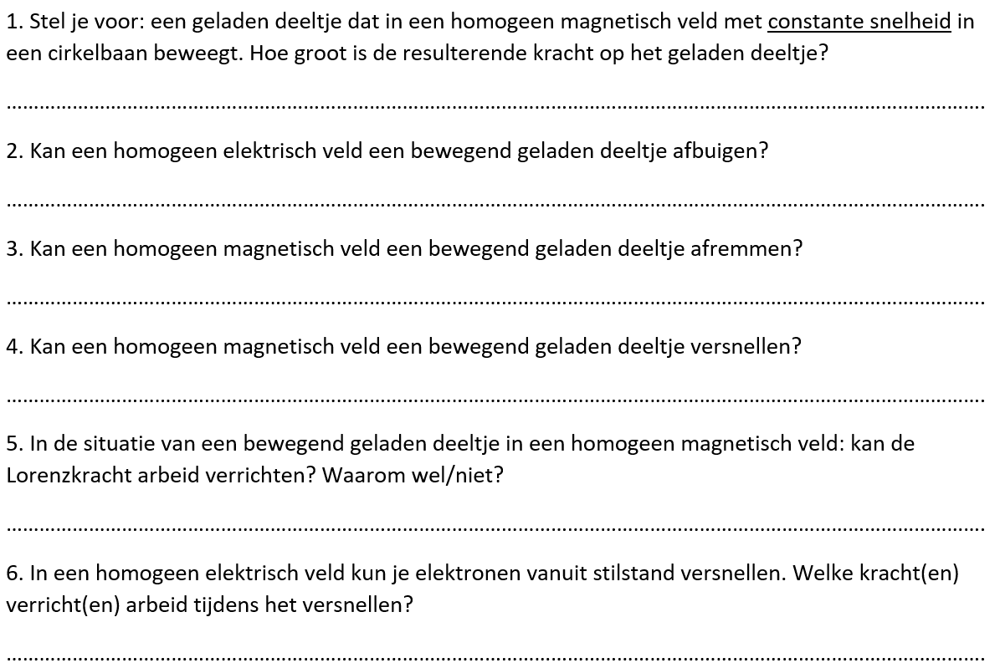 1. Stel je voor: een geladen deeltje dat in een homogeen magnetisch veld met constante snelheid in
een cirkelbaan beweegt. Hoe groot is de resulterende kracht op het geladen deeltje?
2. Kan een homogeen elektrisch veld een bewegend geladen deeltje afbuigen?
3. Kan een homogeen magnetisch veld een bewegend geladen deeltje afremmen?
4. Kan een homogeen magnetisch veld een bewegend geladen deeltje versnellen?
5. In de situatie van een bewegend geladen deeltje in een homogeen magnetisch veld: kan de
Lorenzkracht arbeid verrichten? Waarom wel/niet?
6. In een homogeen elektrisch veld kun je elektronen vanuit stilstand versnellen. Welke kracht(en)
verricht(en) arbeid tijdens het versnellen?